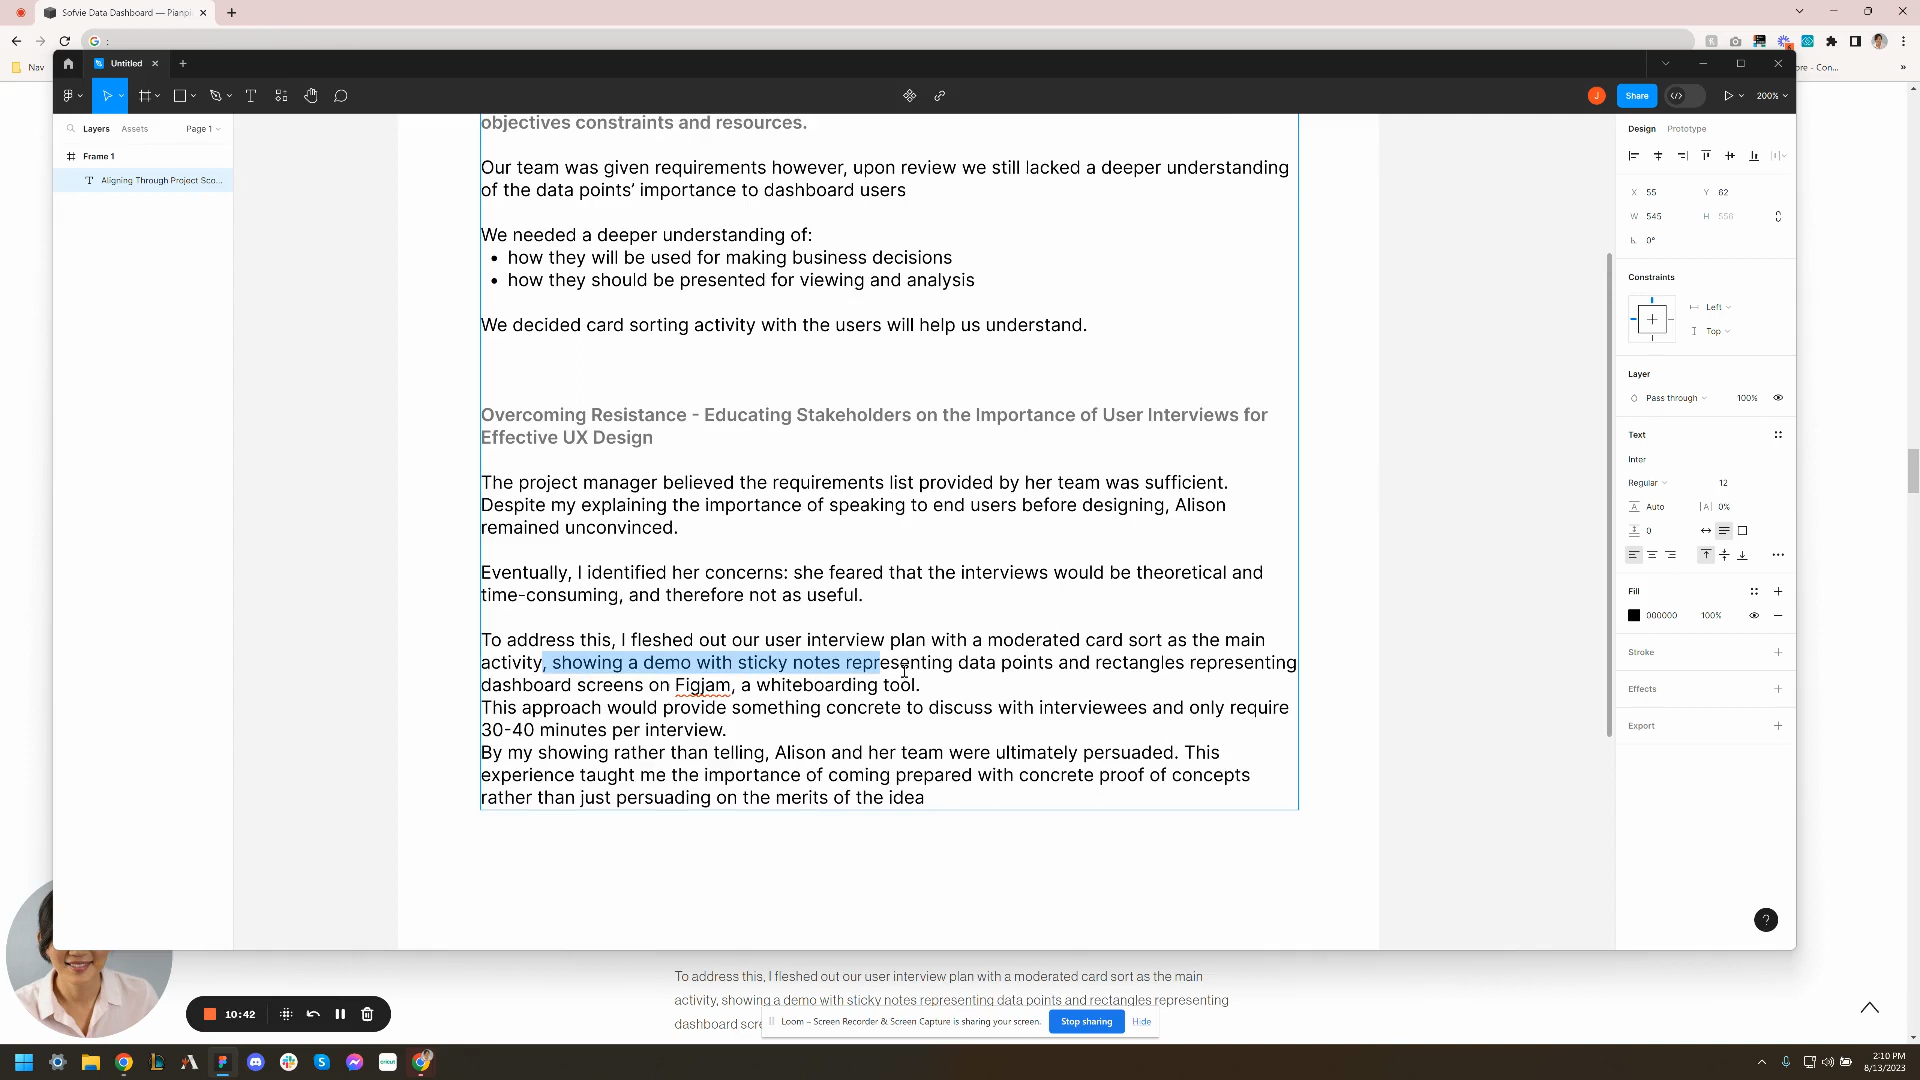 Sofvie Data Dashboard — Pianpi
:
Nav
ore - Con...
Untitled
J
Share
200%
Layers
Assets
Page 1
Frame 1
Aligning Through Project Sco...
objectives constraints and resources.
Our team was given requirements however, upon review we still lacked a deeper understanding
of the data points’ importance to dashboard users
We needed a deeper understanding of:
• how they will be used for making business decisions
• how they should be presented for viewing and analysis
We decided card sorting activity with the users will help us understand.
Overcoming Resistance - Educating Stakeholders on the Importance of User Interviews for
Effective UX Design
The project manager believed the requirements list provided by her team was sufficient.
Despite my explaining the importance of speaking to end users before designing, Alison
remained unconvinced.
Eventually, I identified her concerns: she feared that the interviews would be theoretical and
time-consuming, and therefore not as useful.
To address this, I fleshed out our user interview plan with a moderated card sort as the main
activity, showing a demo with sticky notes representing data points and rectangles representing
dashboard screens on Figjam, a whiteboarding tool.
This approach would provide something concrete to discuss with interviewees and only require
30-40 minutes per interview.
By my showing rather than telling, Alison and her team were ultimately persuaded. This
experience taught me the importance of coming prepared with concrete proof of concepts
rather than just persuading on the merits of the idea
Design
Prototype
X 55
Y 62
W 545
H 556
0°
Constraints
Left
Top
Layer
Pass through
100%
Text
Inter
Regular
12
Auto
0%
0
Fill
000000
100%
Stroke
Effects
Export
?
To address this, I fleshed out our user interview plan with a moderated card sort as the main
activity, showing a demo with sticky notes representing data points and rectangles representing
dashboard scre
10:42
Loom – Screen Recorder & Screen Capture is sharing your screen.
Stop sharing
Hide
2:10 PM
8/13/2023